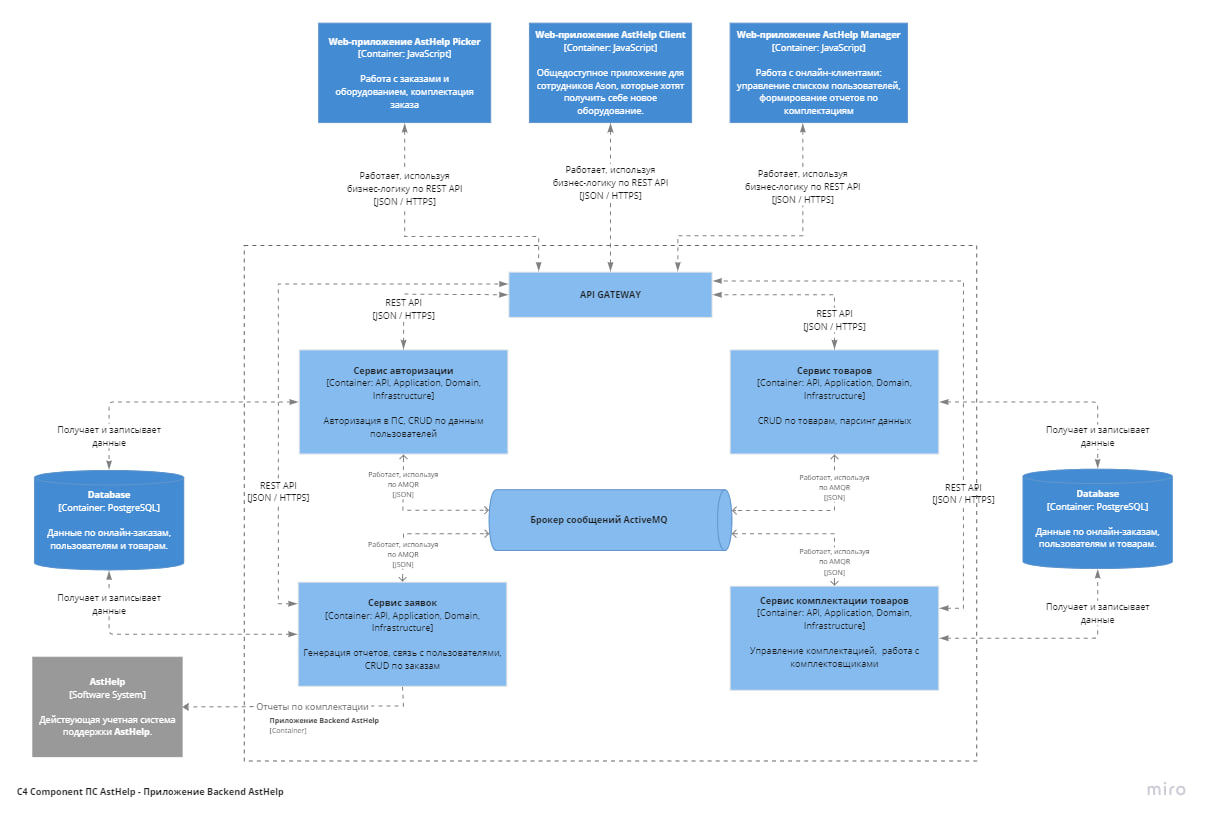 Web-приложение AstHelp Picker
[Container: JavaScript]
Работа с заказами и
оборудованием, комплектация
заказа
Web-приложение AstHelp Client
[Container: JavaScript]
Общедоступное приложение для
сотрудников Ason, которые хотят
получить себе новое
оборудование.
Web-приложение AstHelp Manager
[Container: JavaScript]
Работа с онлайн-клиентами:
управление списком пользователей,
формирование отчетов по
комплектациям
Работает, используя
бизнес-логику по REST API
[JSON / HTTPS]
Работает, используя
бизнес-логику по REST API
[JSON / HTTPS]
Работает, используя
бизнес-логику по REST API
[JSON / HTTPS]
API GATEWAY
REST API
[JSON / HTTPS]
REST API
[JSON / HTTPS]
Сервис авторизации
[Container: API, Application, Domain,
Infrastructure]
Авторизация в ПС, CRUD по данным
пользователей
Сервис товаров
[Container: API, Application, Domain,
Infrastructure]
CRUD по товарам, парсинг данных
Получает и записывает
данные
Получает и записывает
данные
Работает, используя
по AMQR
[JSON]
Работает, используя
по AMQR
[JSON]
REST API
[JSON / HTTPS]
REST API
[JSON / HTTPS]
Database
[Container: PostgreSQL]
Данные по онлайн-заказам,
пользователям и товарам.
Брокер сообщений ActiveMQ
Database
[Container: PostgreSQL]
Данные по онлайн-заказам,
пользователям и товарам.
Работает, используя
по AMQR
[JSON]
Работает, используя
по AMQR
[JSON]
Получает и записывает
данные
Получает и записывает
данные
Сервис заявок
[Container: API, Application, Domain,
Infrastructure]
Генерация отчетов, связь с пользователями,
CRUD по заказам
Сервис комплектации товаров
[Container: API, Application, Domain,
Infrastructure]
Управление комплектацией, работа с
комплектовщиками
AstHelp
[Software System]
Действующая учетная система
поддержки AstHelp.
Отчеты по комплектации
Приложение Backend AstHelp
[Container]
C4 Component ПС AstHelp - Приложение Backend AstHelp
miro